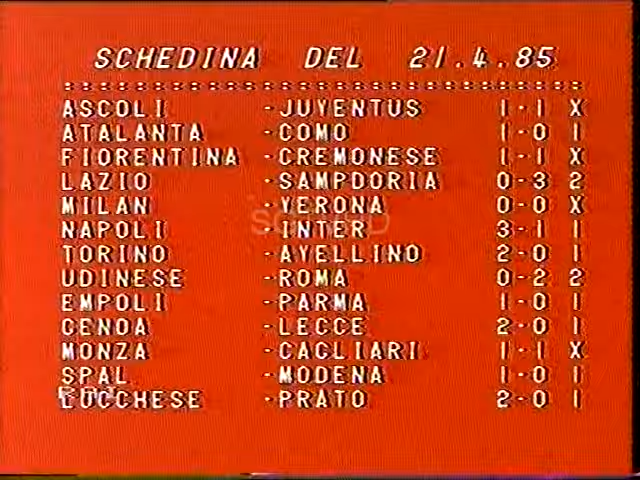 SCHEDINA DEL 21.4.85
ASCOLI -JUVENTUS 1-1 X
ATALANTA -COMO 1-0 1
FIORENTINA -CREMONESE 1-1 X
LAZIO -SAMPDORIA 0-3 2
MILAN -VERONA 0-0 X
NAPOLI -INTER 3-1 1
TORINO -AVELLINO 2-0 1
UDINESE -ROMA 0-2 2
EMPOLI -PARMA 1-0 1
GENOA -LECCE 2-0 1
MONZA -CAGLIARI 1-1 X
SPAL -MODENA 1-0 1
LUCCHESE -PRATO 2-0 1